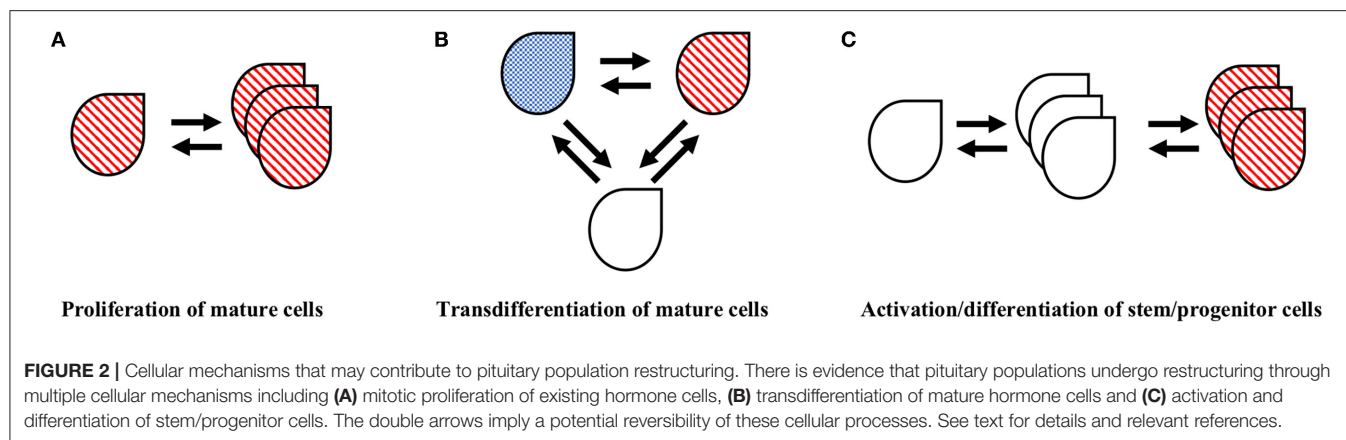 A
B
C
Proliferation of mature cells
Transdifferentiation of mature cells
Activation/differentiation of stem/progenitor cells
FIGURE 2 | Cellular mechanisms that may contribute to pituitary population restructuring. There is evidence that pituitary populations undergo restructuring through
multiple cellular mechanisms including (A) mitotic proliferation of existing hormone cells, (B) transdifferentiation of mature hormone cells and (C) activation and
differentiation of stem/progenitor cells. The double arrows imply a potential reversibility of these cellular processes. See text for details and relevant references.